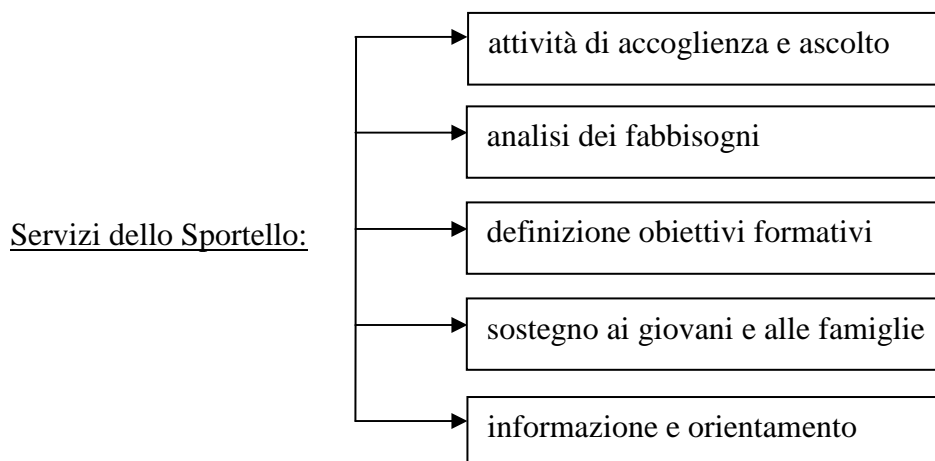 attività di accoglienza e ascolto
analisi dei fabbisogni
Servizi dello Sportello:
definizione obiettivi formativi
sostegno ai giovani e alle famiglie
informazione e orientamento